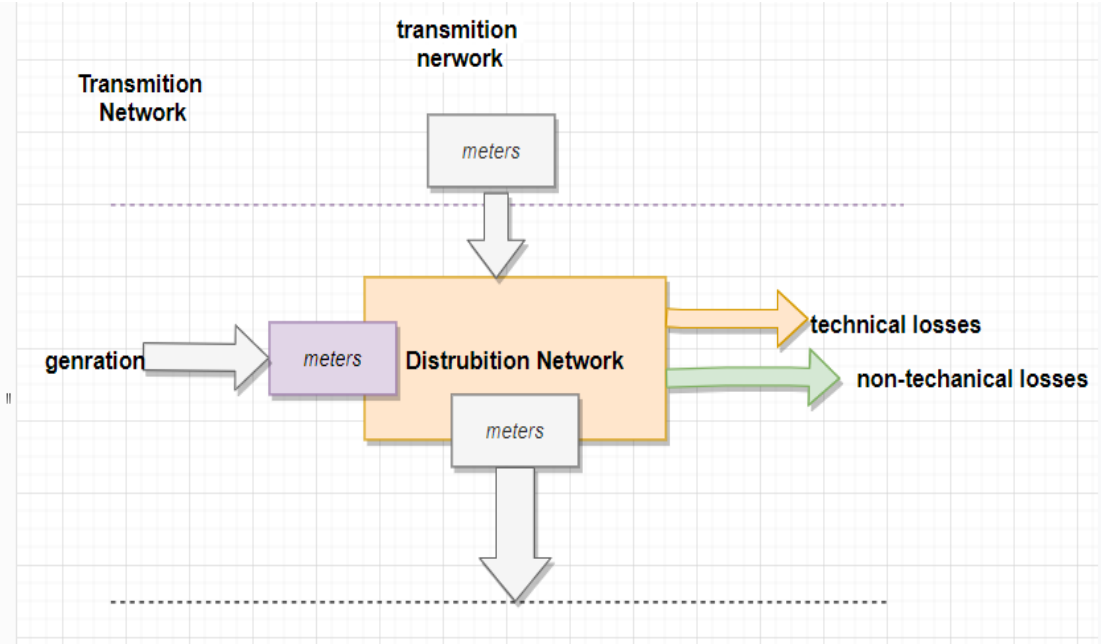 transmition
nerwork
Transmition
Network
meters
technical losses
genration
meters
Distrubition Network
non-techanical losses
meters